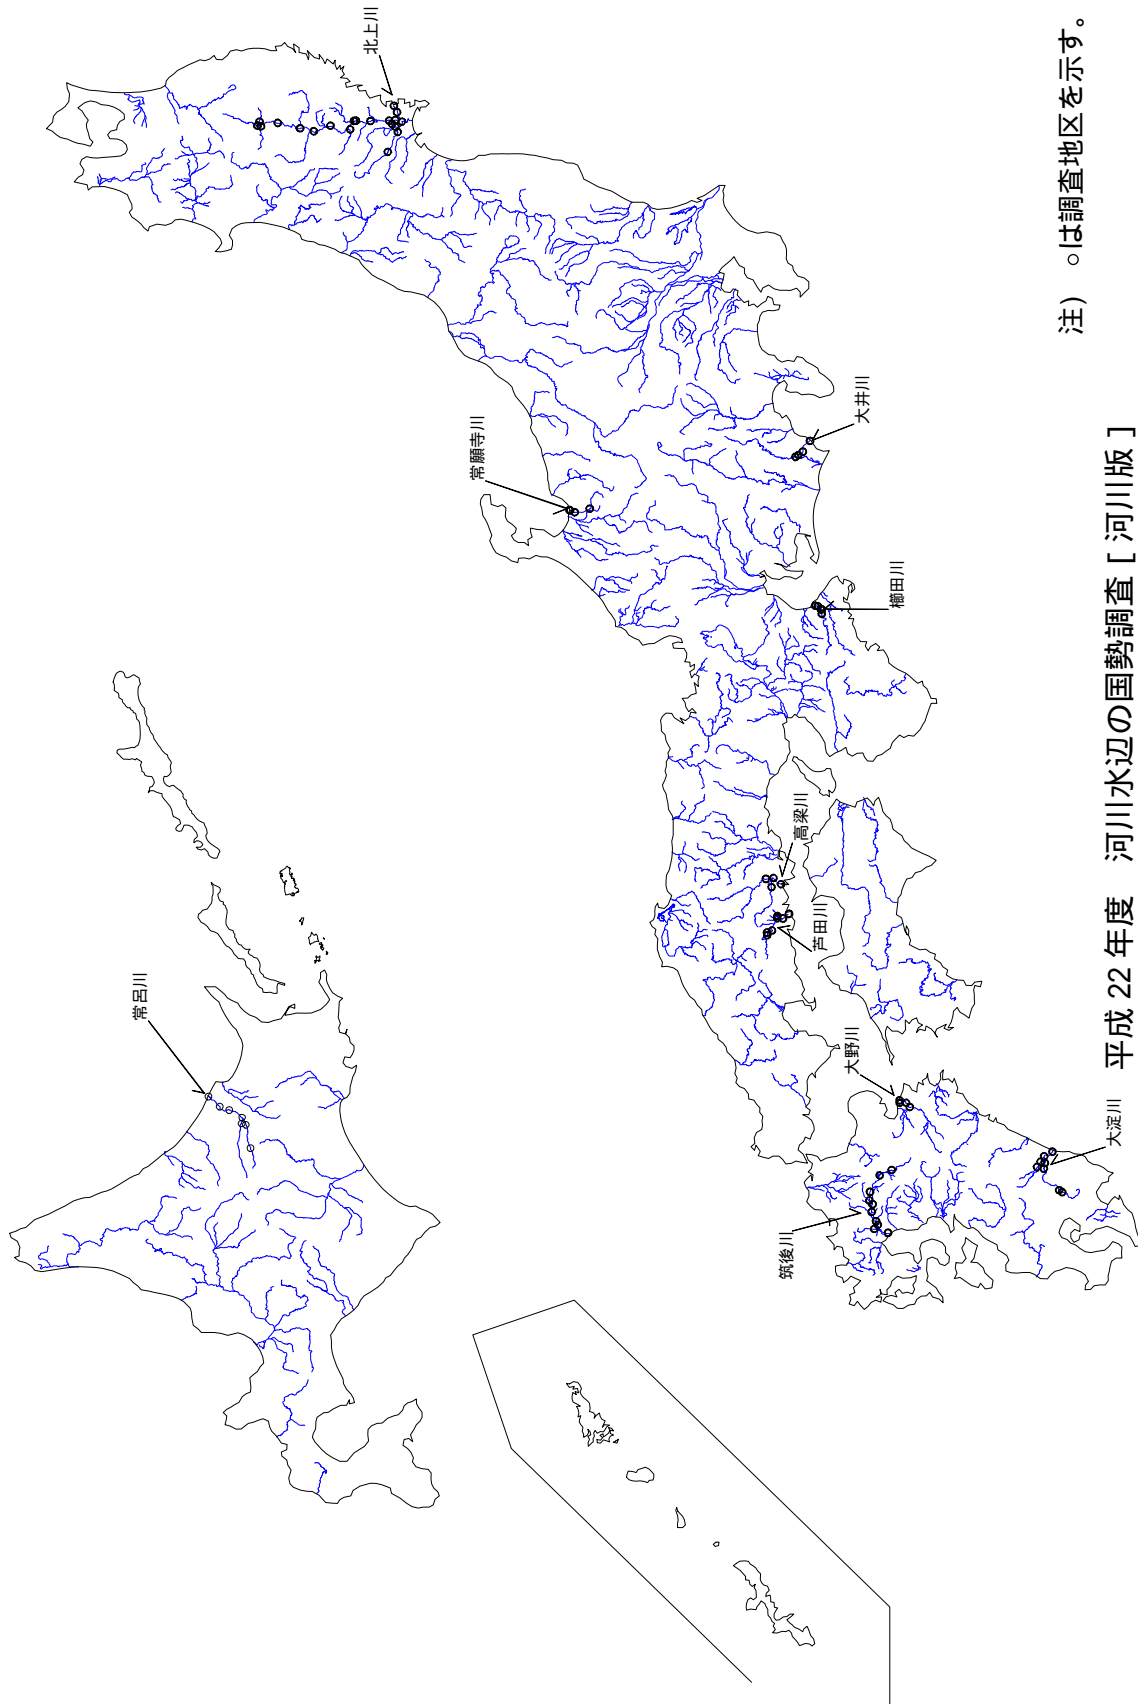 常呂川
北上川
常願寺川
大井川
櫛田川
高梁川
芦田川
大野川
筑後川
大淀川
注） ○は調査地区を示す。
平成 22 年度 河川水辺の国勢調査 [ 河川版 ]